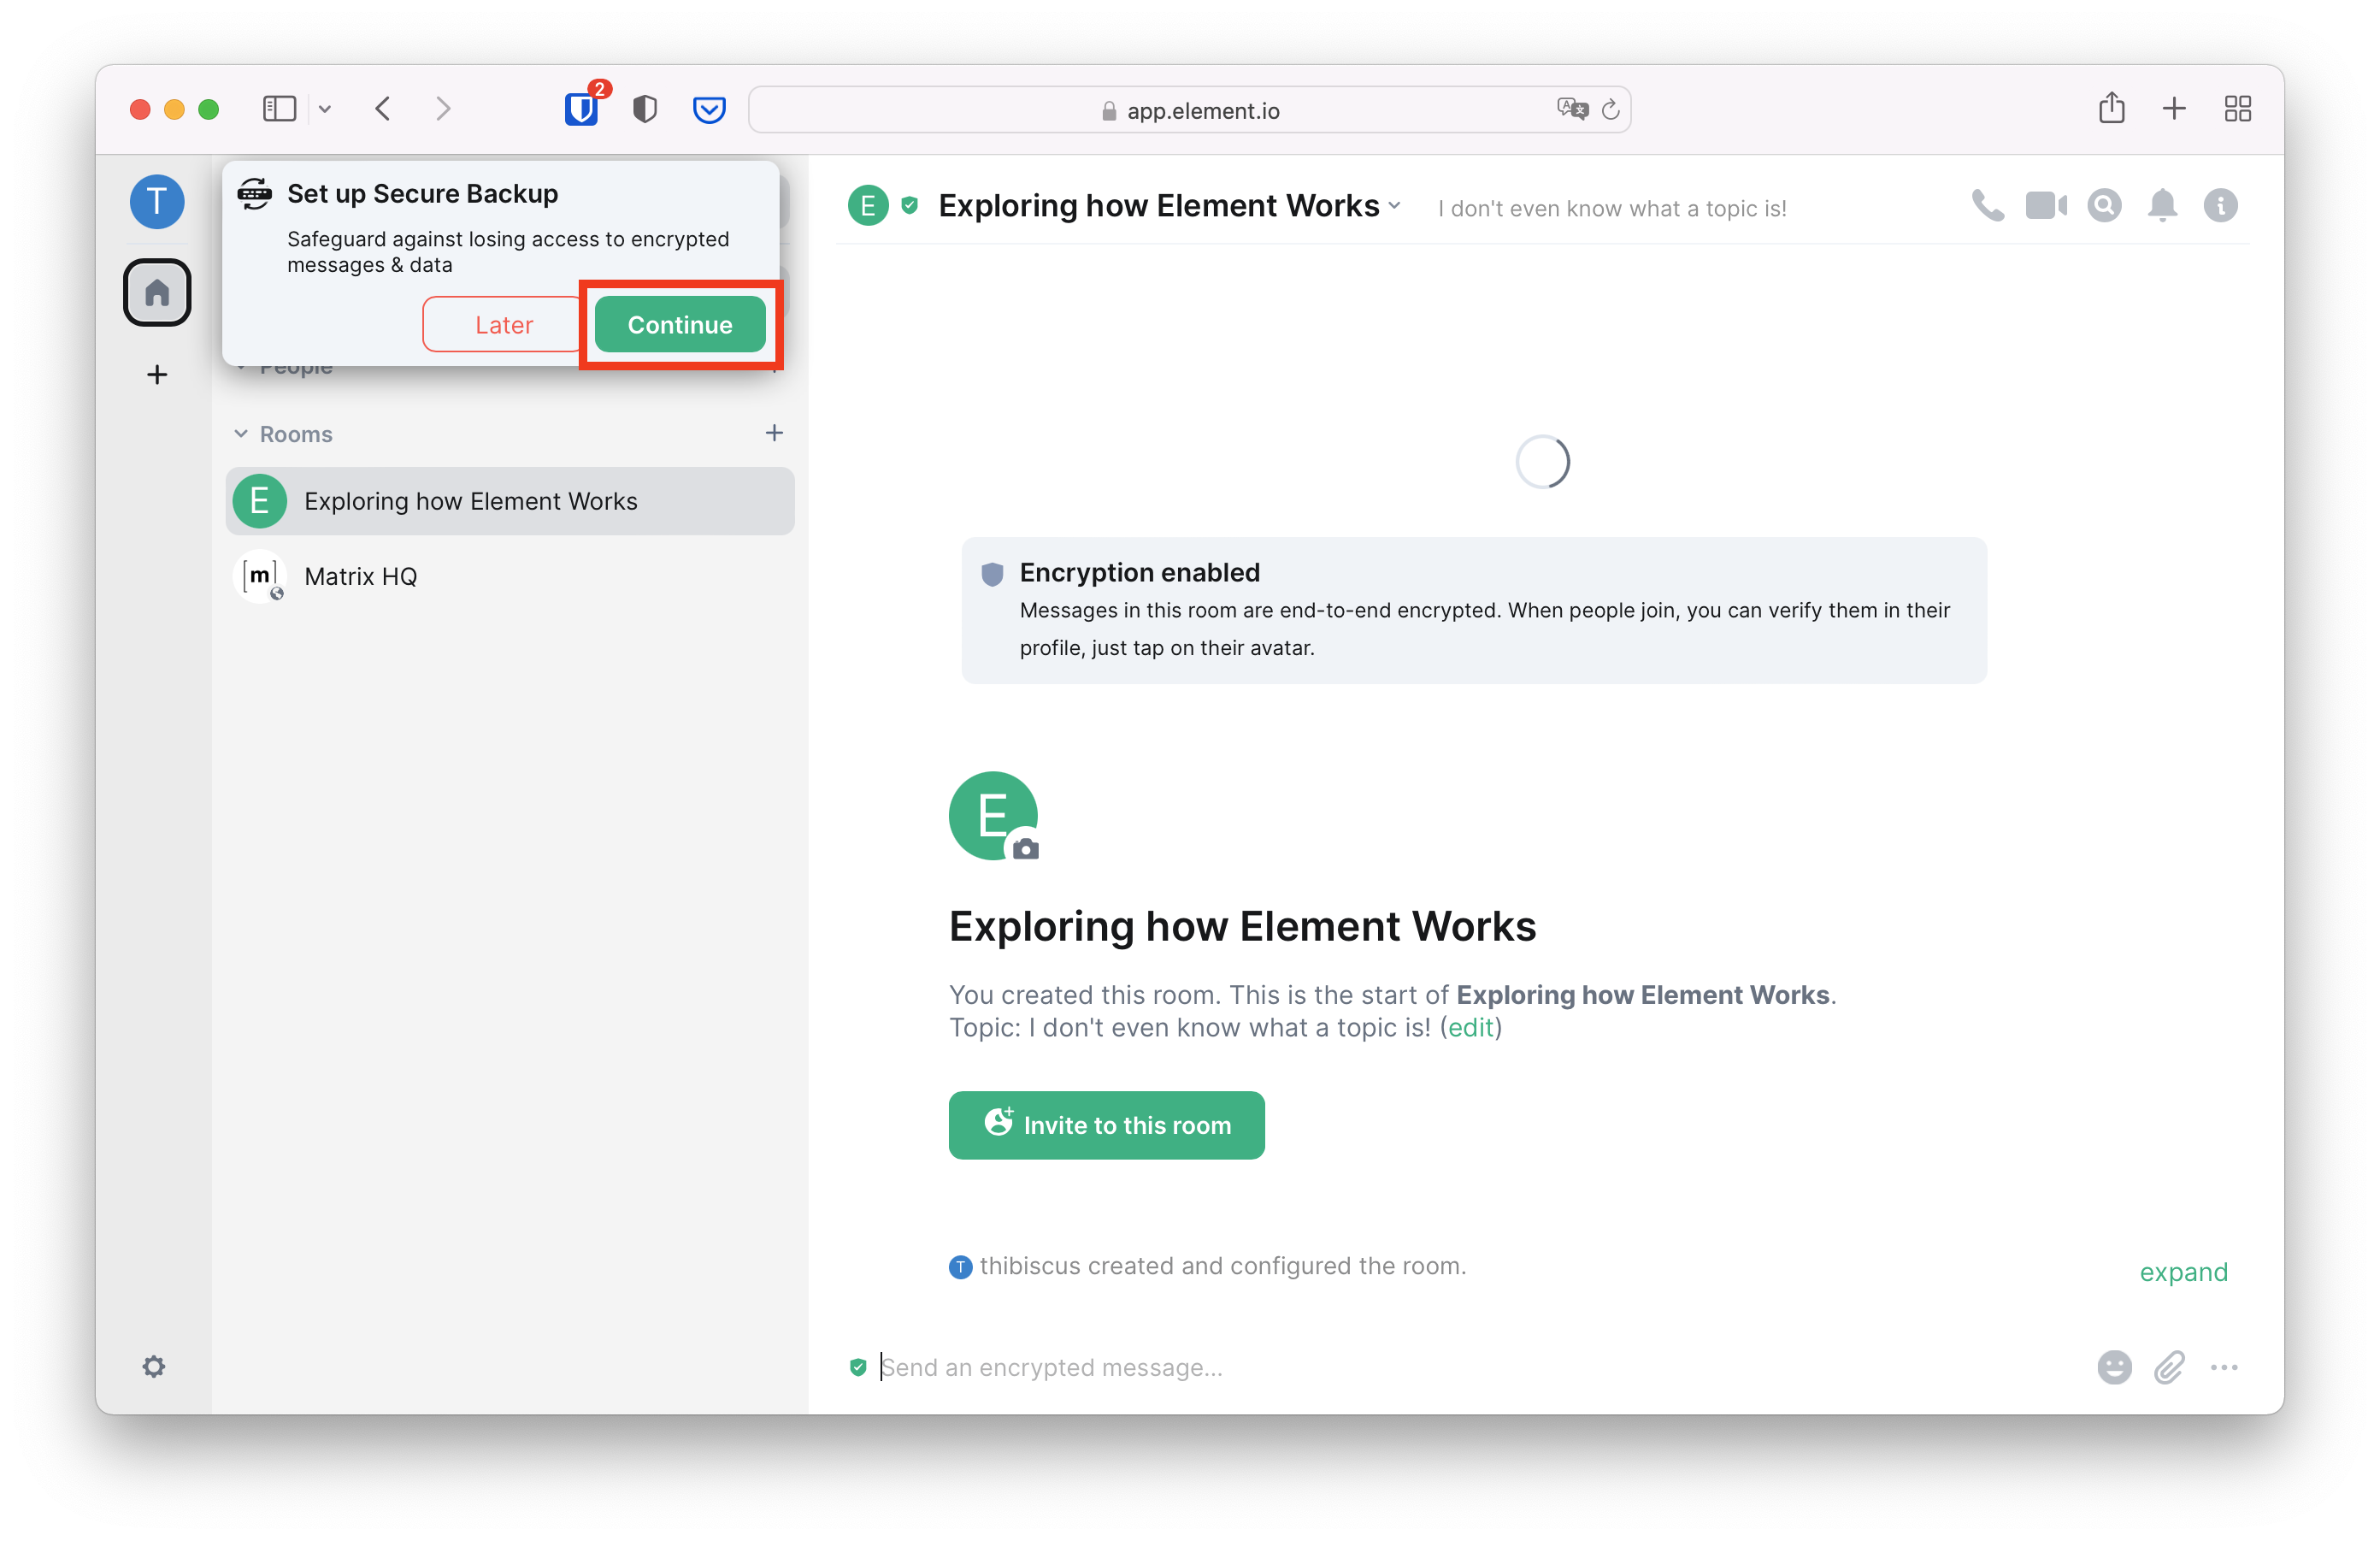 2
app.element.io
T
Set up Secure Backup
Safeguard against losing access to encrypted
messages & data
Later
Continue
People
Rooms
E
Exploring how Element Works
[m]
Matrix HQ
E
Exploring how Element Works
I don't even know what a topic is!
Encryption enabled
Messages in this room are end-to-end encrypted. When people join, you can verify them in their
profile, just tap on their avatar.
E
Exploring how Element Works
You created this room. This is the start of Exploring how Element Works.
Topic: I don't even know what a topic is! (edit)
Invite to this room
T thibiscus created and configured the room.
expand
Send an encrypted message...